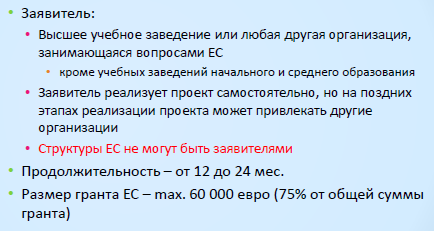 • Заявитель:
• Высшее учебное заведение или любая другая организация,
занимающаяся вопросами ЕС
• кроме учебных заведений начального и среднего образования
• Заявитель реализует проект самостоятельно, но на поздних
этапах реализации проекта может привлекать другие
организации
• Структуры ЕС не могут быть заявителями
• Продолжительность – от 12 до 24 мес.
• Размер гранта ЕС – max. 60 000 евро (75% от общей суммы
гранта)